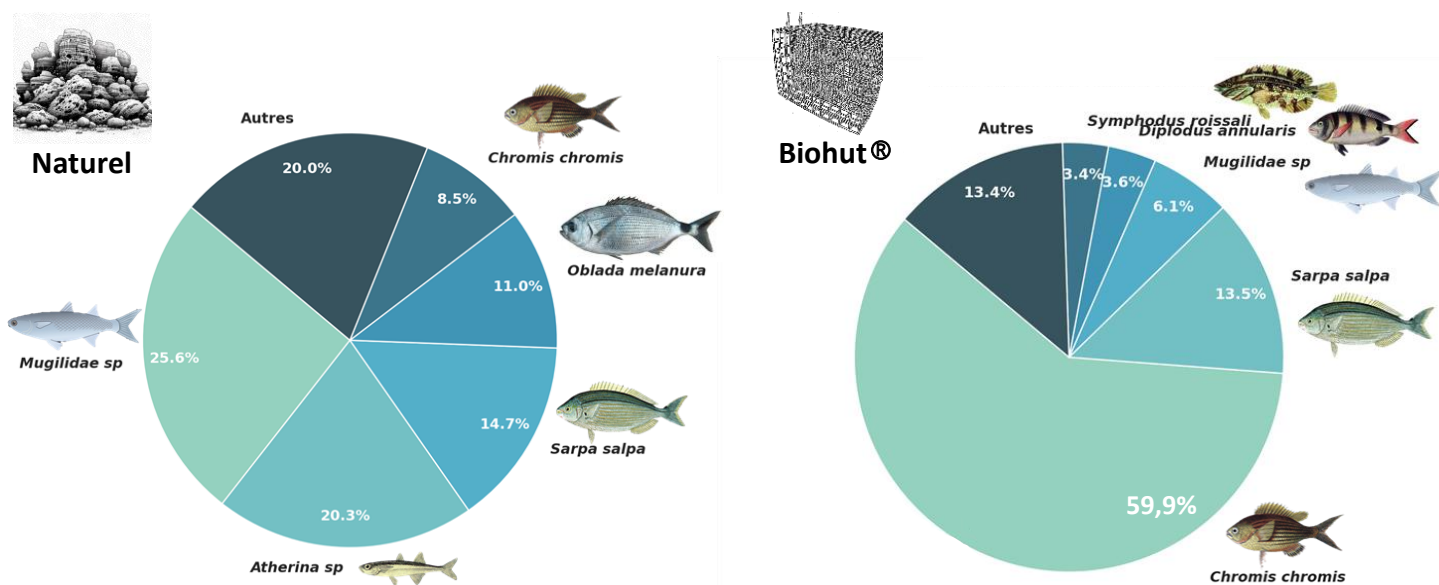 Naturel
Autres
20.0%
Chromis chromis
8.5%
Oblada melanura
11.0%
Mugilidae sp
25.6%
Sarpa salpa
14.7%
Atherina sp
20.3%
Biohut®
Autres
13.4%
Symphodus roissali
3.4%
Diplodus annularis
3.6%
Mugilidae sp
6.1%
Sarpa salpa
13.5%
59,9%
Chromis chromis